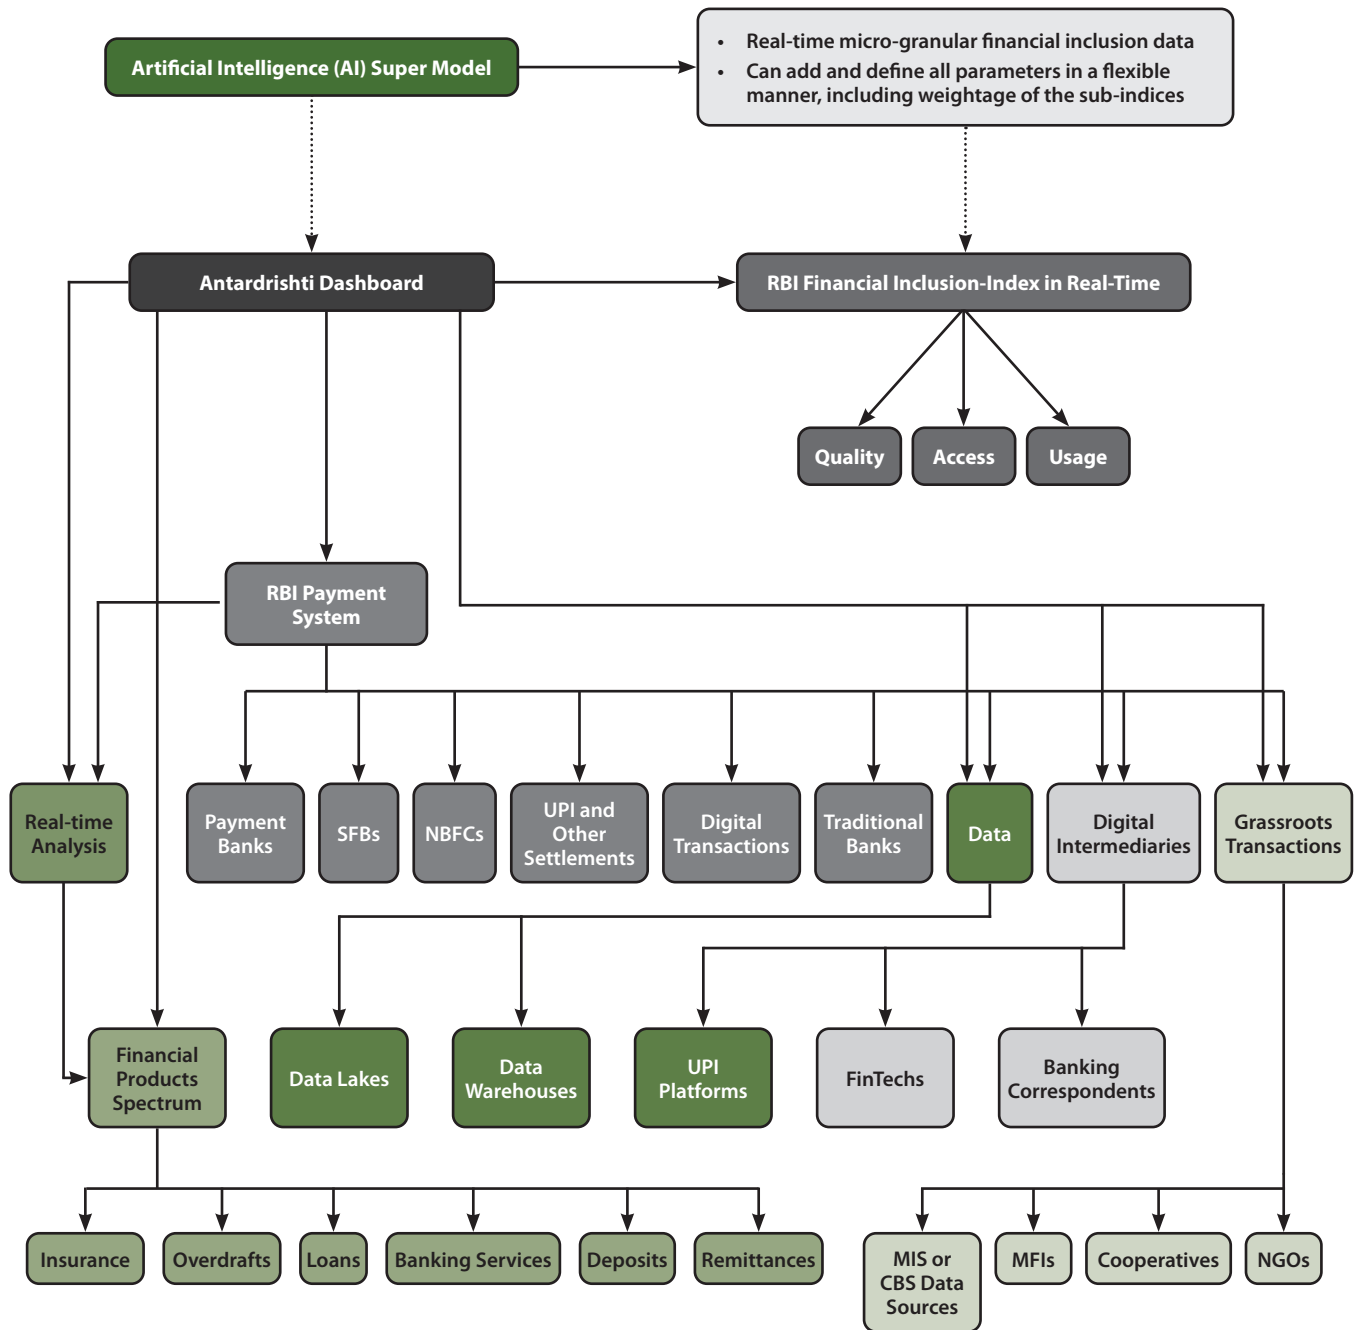 Artificial Intelligence (AI) Super Model
• Real-time micro-granular financial inclusion data
• Can add and define all parameters in a flexible
manner, including weightage of the sub-indices
Antardrishti Dashboard
RBI Financial Inclusion-Index in Real-Time
Quality
Access
Usage
RBI Payment
System
Real-time
Analysis
Payment
Banks
SFBs
NBFCs
UPI and
Other
Settlements
Digital
Transactions
Traditional
Banks
Data
Digital
Intermediaries
Grassroots
Transactions
Financial
Products
Spectrum
Data Lakes
Data
Warehouses
UPI
Platforms
FinTechs
Banking
Correspondents
Insurance
Overdrafts
Loans
Banking Services
Deposits
Remittances
MIS or
CBS Data
Sources
MFIs
Cooperatives
NGOs